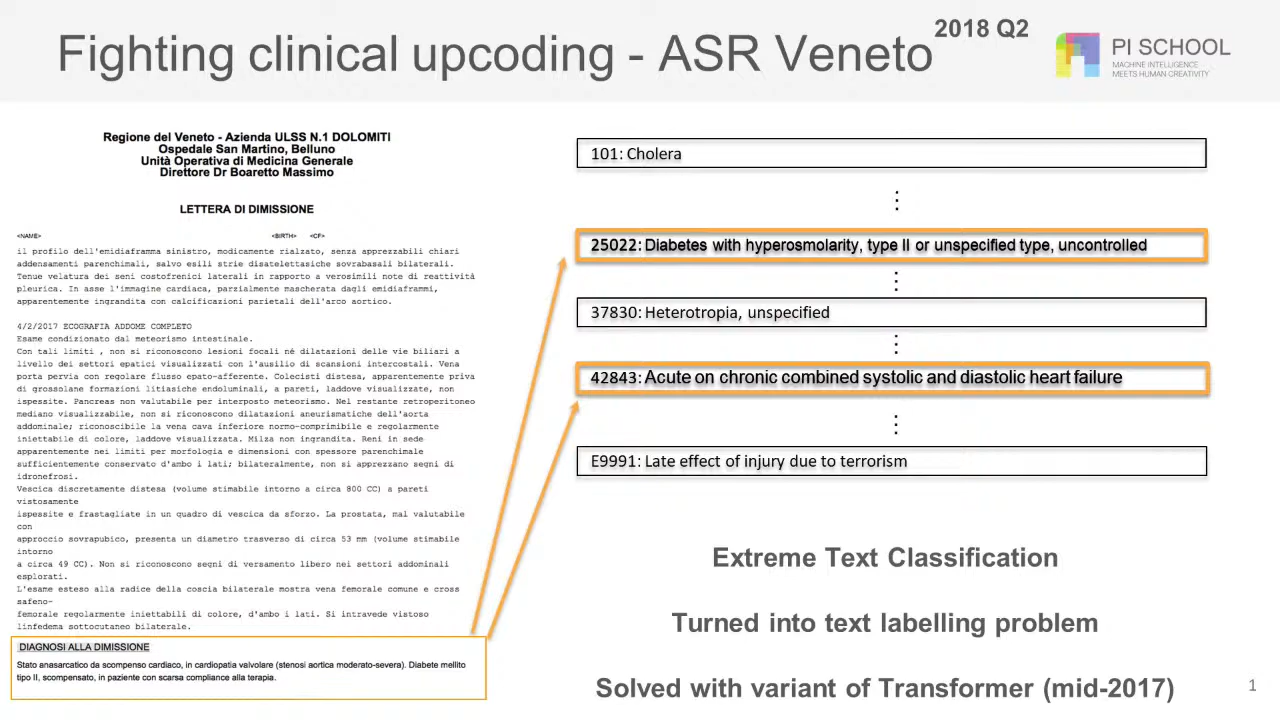 Fighting clinical upcoding - ASR Veneto
2018 Q2
PI SCHOOL
MACHINE INTELLIGENCE
MEETS HUMAN CREATIVITY
Regione del Veneto - Azienda ULSS N.1 DOLOMITI
Ospedale San Martino, Belluno
Unità Operativa di Medicina Generale
Direttore Dr Boaretto Massimo
LETTERA DI DIMISSIONE
<NAME> <BIRTH> <CF>
il profilo dell'emidiaframma sinistro, modicamente rialzato, senza apprezzabili chiari
addensamenti parenchimali, salvo esili strie disatelettasiche sovrabasali bilaterali.
Tenue velatura dei seni costofrenici laterali in rapporto a verosimili note di reattività
pleurica. In asse l'immagine cardiaca, parzialmente mascherata dagli emidiaframmi,
apparentemente ingrandita con calcificazioni parietali dell'arco aortico.
4/2/2017 ECOGRAFIA ADDOME COMPLETO
Esame condizionato dal meteorismo intestinale.
Con tali limiti , non si riconoscono lesioni focali né dilatazioni delle vie biliari a
livello dei settori epatici visualizzati con l'ausilio di scansioni intercostali. Vena
porta pervia con regolare flusso epato-afferente. Colecisti distesa, apparentemente priva
di grossolane formazioni litiasiche endoluminali, a pareti, laddove visualizzate, non
ispessite. Pancreas non valutabile per interposto meteorismo. Nel restante retroperitoneo
mediano visualizzabile, non si riconoscono dilatazioni aneurismatiche dell'aorta
addominale; riconoscibile la vena cava inferiore normo-comprimibile e regolarmente
iniettabile di colore, laddove visualizzata. Milza non ingrandita. Reni in sede
apparentemente nei limiti per morfologia e dimensioni con spessore parenchimale
sufficientemente conservato d'ambo i lati; bilateralmente, non si apprezzano segni di
idronefrosi.
Vescica discretamente distesa (volume stimabile intorno a circa 800 CC) a pareti
vistosamente
ispessite e frastagliate in un quadro di vescica da sforzo. La prostata, mal valutabile
con
approccio sovrapubico, presenta un diametro trasverso di circa 53 mm (volume stimabile
intorno
a circa 49 CC). Non si riconoscono segni di versamento libero nei settori addominali
esplorati.
L'esame esteso alla radice della coscia bilaterale mostra vena femorale comune e cross
safeno-
femorale regolarmente iniettabili di colore, d'ambo i lati. Si intravede vistoso
linfedema sottocutaneo bilaterale.
DIAGNOSI ALLA DIMISSIONE
Stato anasarcatico da scompenso cardiaco, in cardiopatia valvolare (stenosi aortica moderato-severa). Diabete mellito
tipo II, scompensato, in paziente con scarsa compliance alla terapia.
101: Cholera
⋮
25022: Diabetes with hyperosmolarity, type II or unspecified type, uncontrolled
⋮
37830: Heterotropia, unspecified
⋮
42843: Acute on chronic combined systolic and diastolic heart failure
⋮
E9991: Late effect of injury due to terrorism
Extreme Text Classification
Turned into text labelling problem
Solved with variant of Transformer (mid-2017)
1